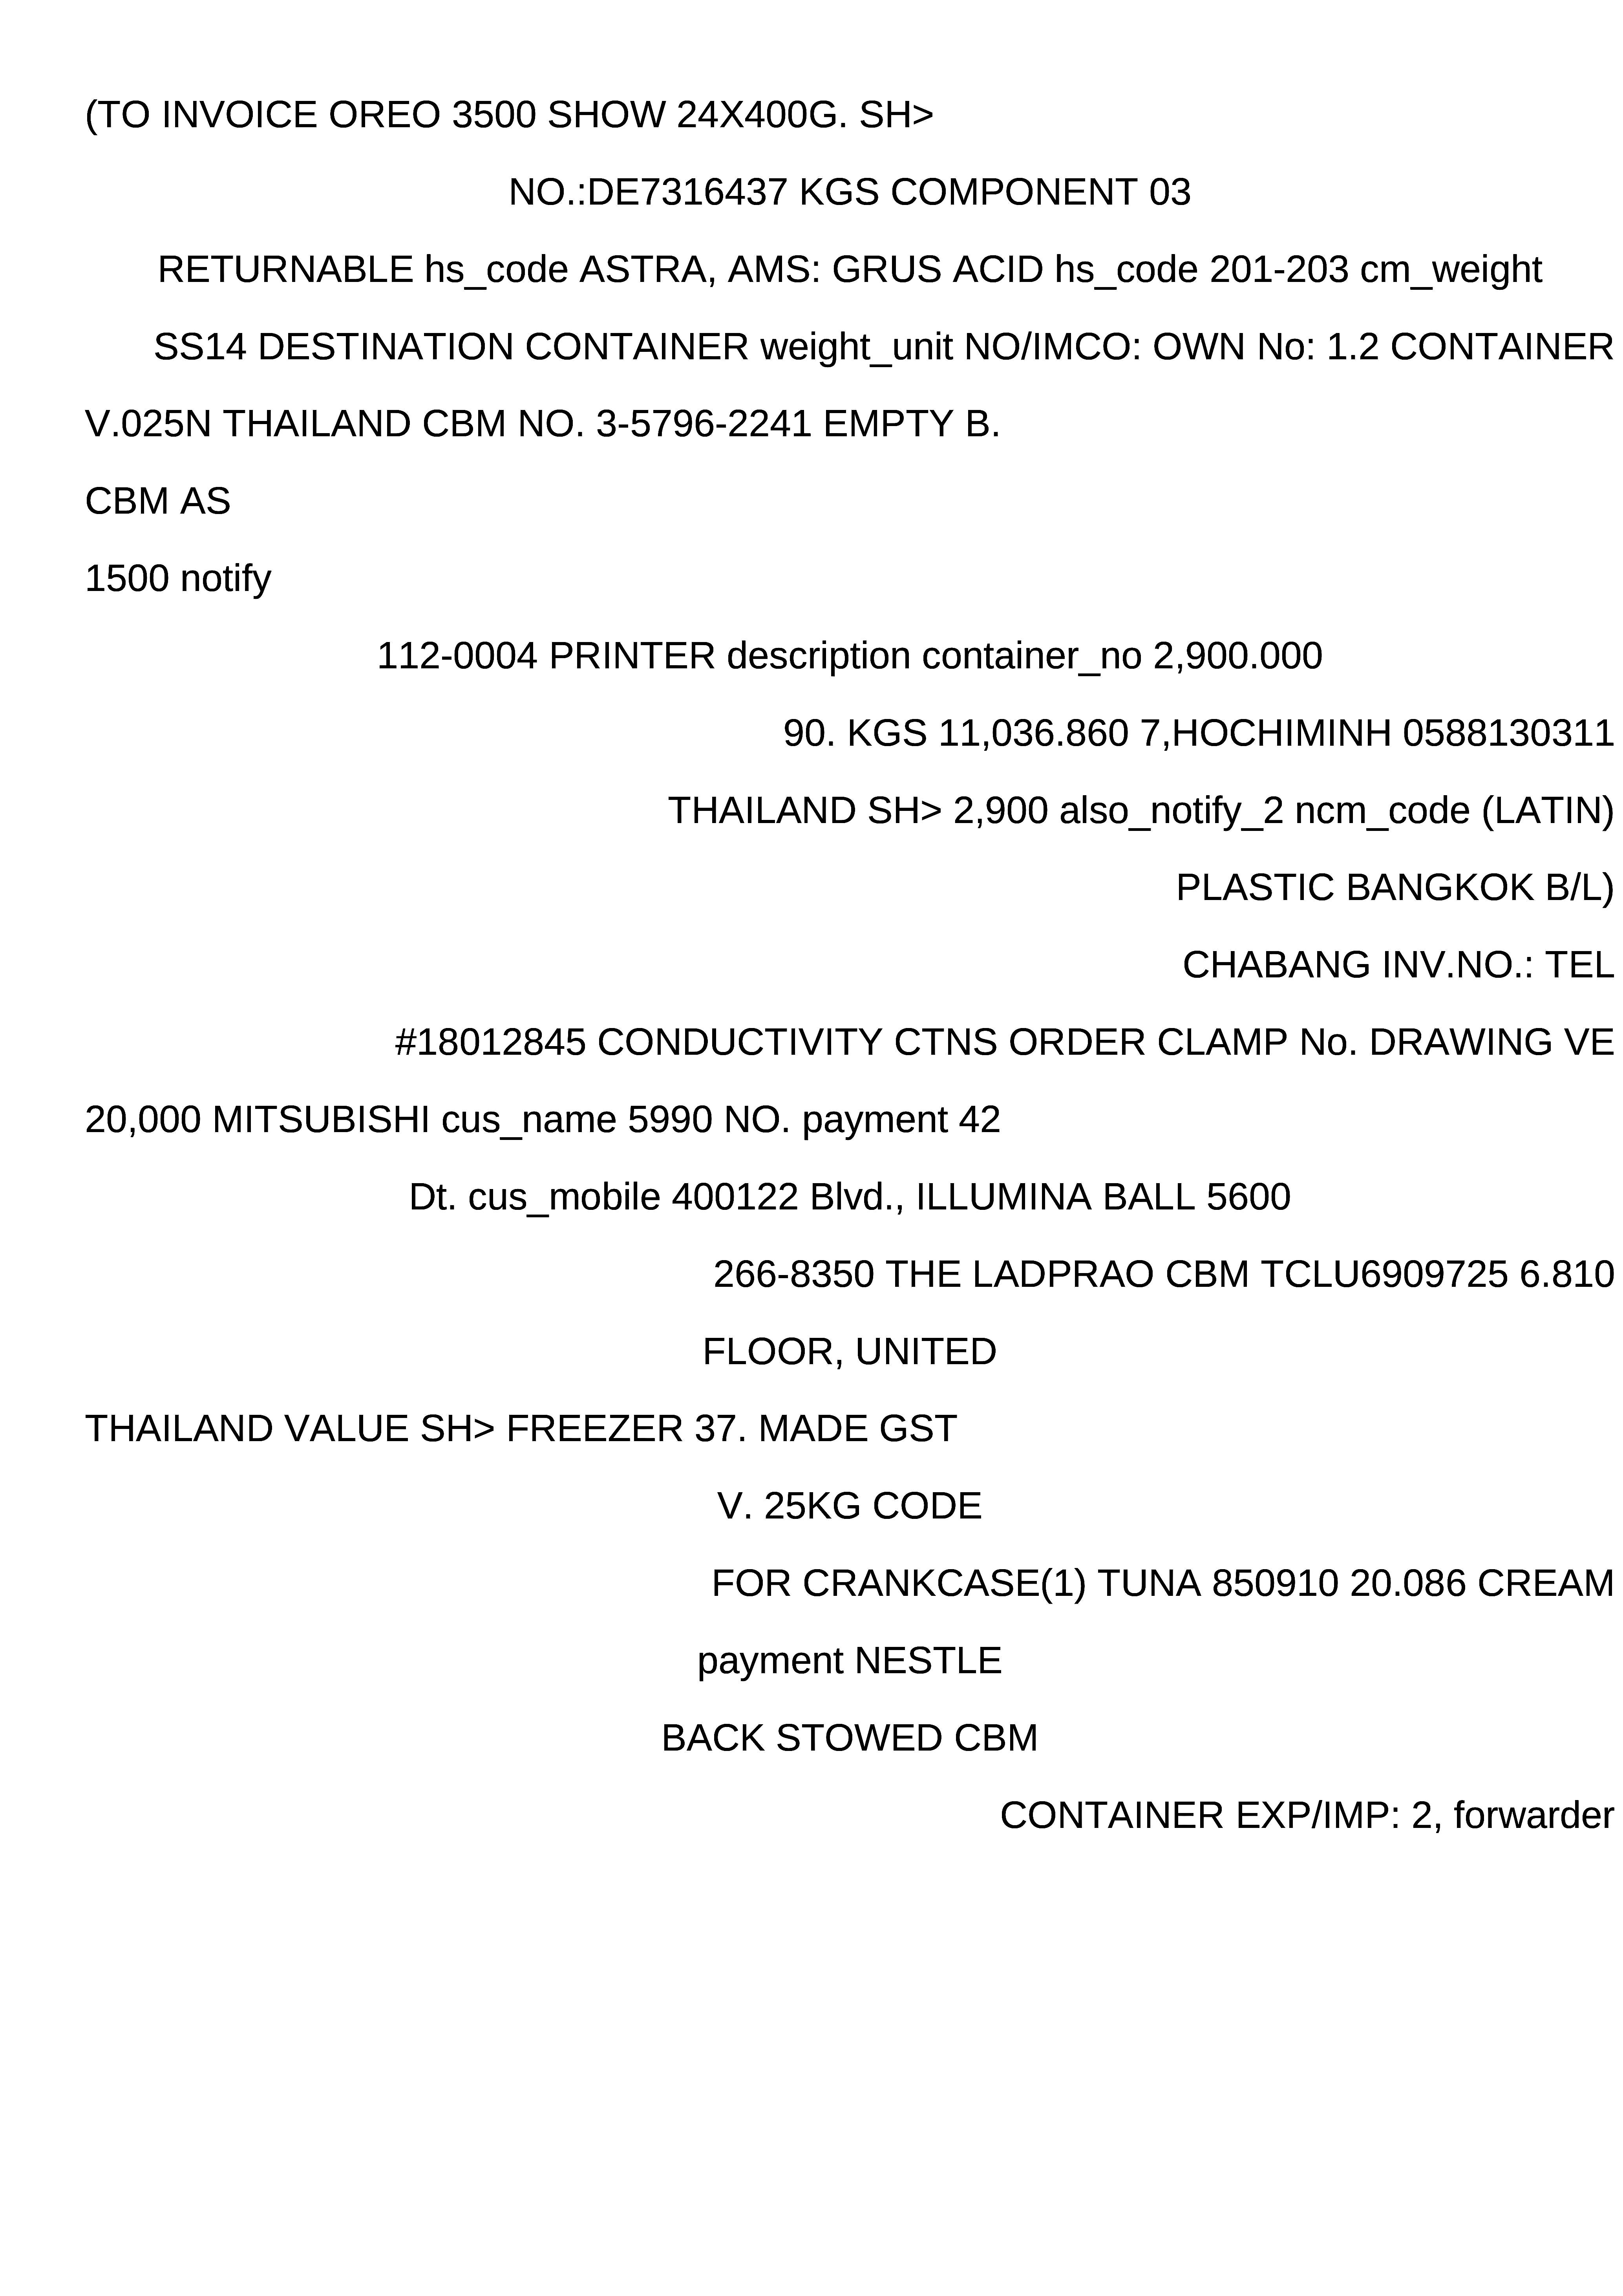 (TO INVOICE OREO 3500 SHOW 24X400G. SH>
NO.:DE7316437 KGS COMPONENT 03
RETURNABLE hs_code ASTRA, AMS: GRUS ACID hs_code 201-203 cm_weight
SS14 DESTINATION CONTAINER weight_unit NO/IMCO: OWN No: 1.2 CONTAINER
V.025N THAILAND CBM NO. 3-5796-2241 EMPTY B.
CBM AS
1500 notify
112-0004 PRINTER description container_no 2,900.000
90. KGS 11,036.860 7,HOCHIMINH 0588130311
THAILAND SH> 2,900 also_notify_2 ncm_code (LATIN)
PLASTIC BANGKOK B/L)
CHABANG INV.NO.: TEL
#18012845 CONDUCTIVITY CTNS ORDER CLAMP No. DRAWING VE
20,000 MITSUBISHI cus_name 5990 NO. payment 42
Dt. cus_mobile 400122 Blvd., ILLUMINA BALL 5600
266-8350 THE LADPRAO CBM TCLU6909725 6.810
FLOOR, UNITED
THAILAND VALUE SH> FREEZER 37. MADE GST
V. 25KG CODE
FOR CRANKCASE(1) TUNA 850910 20.086 CREAM
payment NESTLE
BACK STOWED CBM
CONTAINER EXP/IMP: 2, forwarder